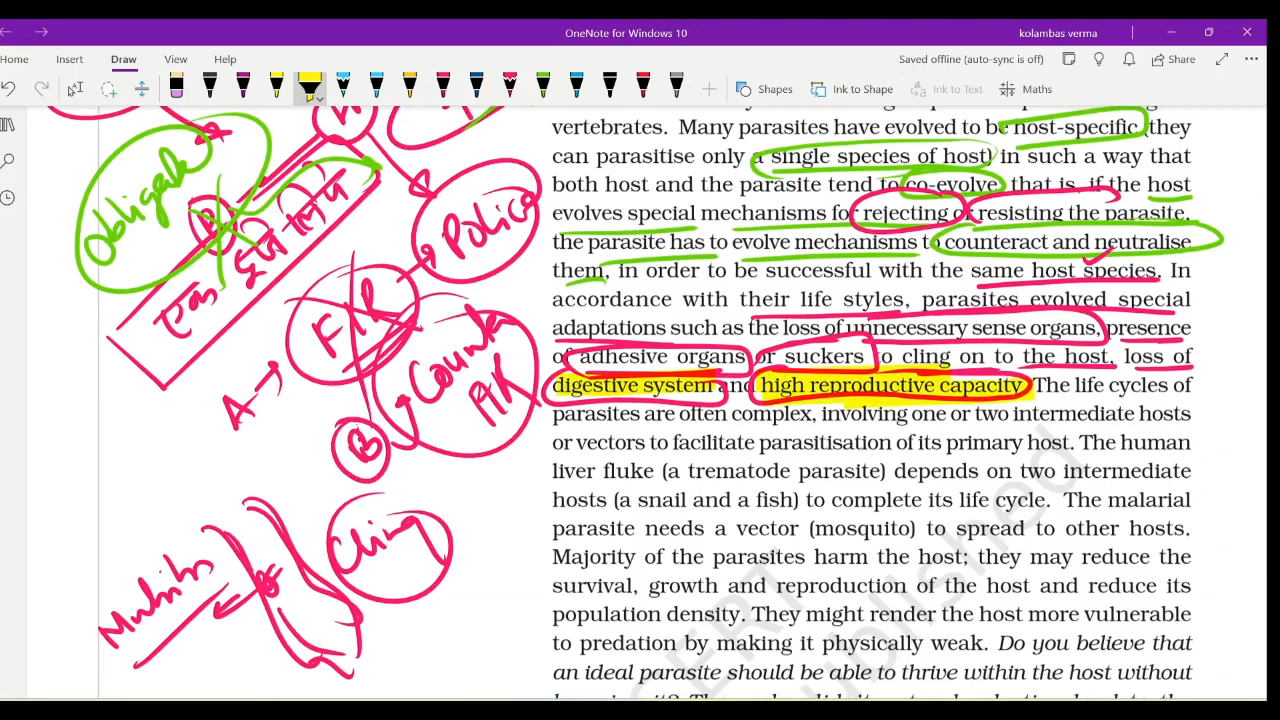 OneNote for Windows 10
kolambas verma
Home Insert Draw View Help
Saved offline (auto-sync is off)
Share
Shapes
Ink to Shape
Ink to Text
Maths
vertebrates. Many parasites have evolved to be host-specific (they
can parasitise only a single species of host) in such a way that
both host and the parasite tend to co-evolve; that is, if the host
evolves special mechanisms for rejecting or resisting the parasite,
the parasite has to evolve mechanisms to counteract and neutralise
them, in order to be successful with the same host species. In
accordance with their life styles, parasites evolved special
adaptations such as the loss of unnecessary sense organs, presence
of adhesive organs or suckers to cling on to the host, loss of
digestive system and high reproductive capacity. The life cycles of
parasites are often complex, involving one or two intermediate hosts
or vectors to facilitate parasitisation of its primary host. The human
liver fluke (a trematode parasite) depends on two intermediate
hosts (a snail and a fish) to complete its life cycle. The malarial
parasite needs a vector (mosquito) to spread to other hosts.
Majority of the parasites harm the host; they may reduce the
survival, growth and reproduction of the host and reduce its
population density. They might render the host more vulnerable
to predation by making it physically weak. Do you believe that
an ideal parasite should be able to thrive within the host without
Obligate
Police
FIR
A →
Counter
B
Cling